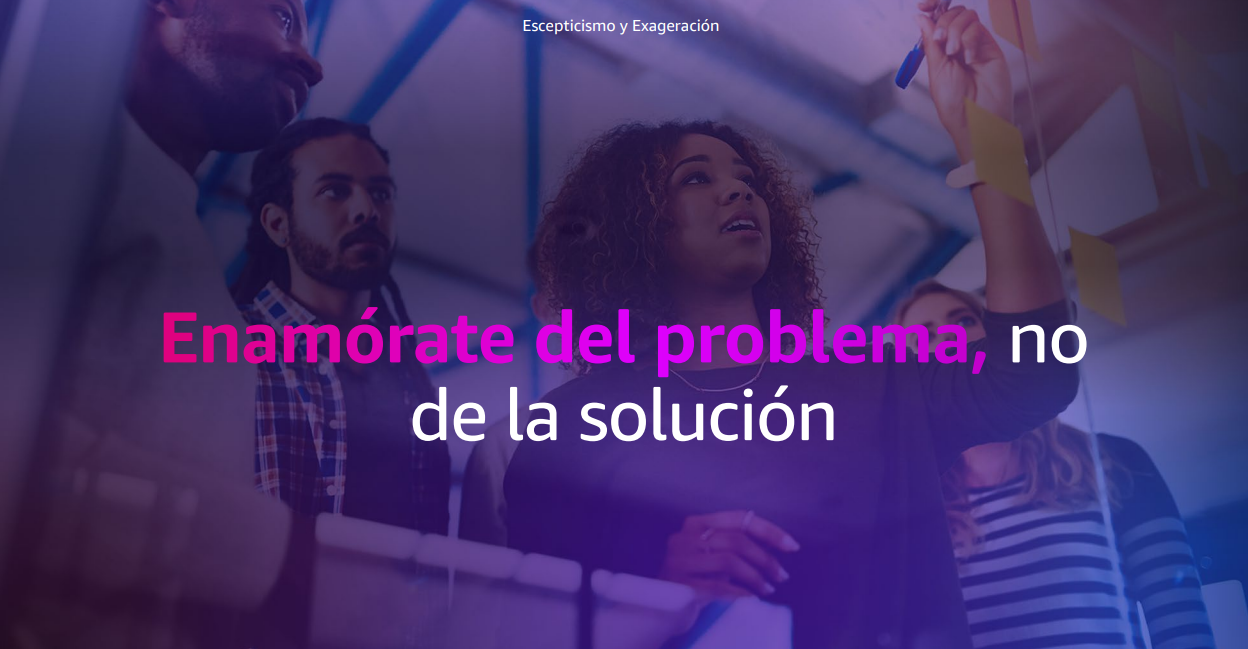 Escepticismo y Exageración
Enamórate del problema, no
de la solución